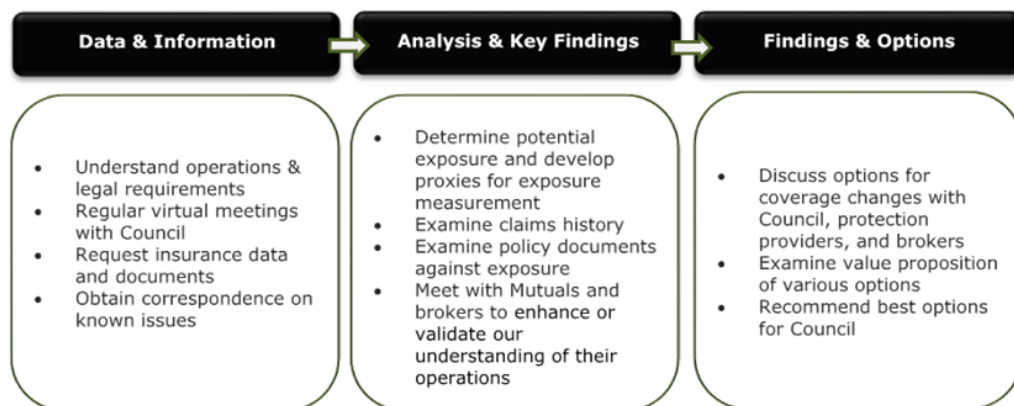 Data & Information
Analysis & Key Findings
Findings & Options
• Understand operations &
legal requirements
• Regular virtual meetings
with Council
• Request insurance data
and documents
• Obtain correspondence on
known issues
• Determine potential
exposure and develop
proxies for exposure
measurement
• Examine claims history
• Examine policy documents
against exposure
• Meet with Mutuals and
brokers to enhance or
validate our
understanding of their
operations
• Discuss options for
coverage changes with
Council, protection
providers, and brokers
• Examine value proposition
of various options
• Recommend best options
for Council